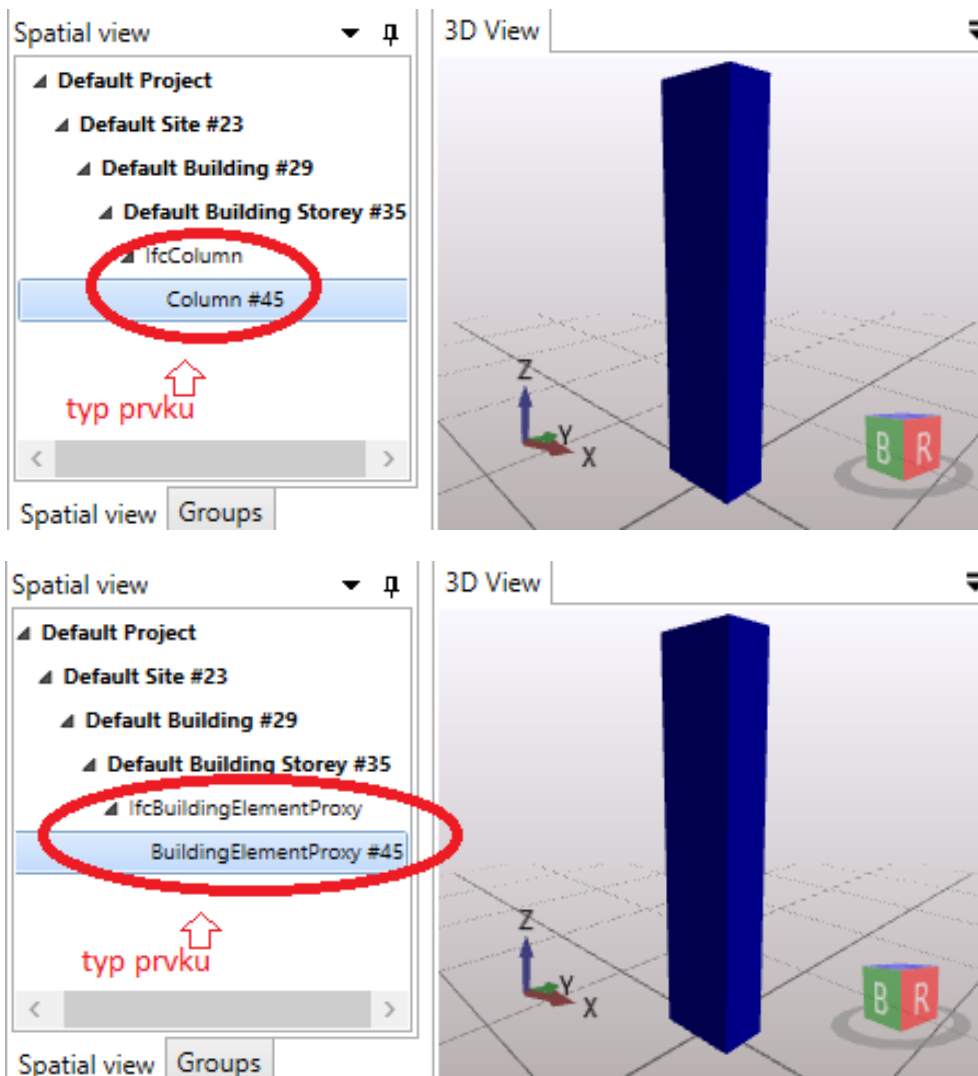 Spatial view
3D View
Default Project
Default Site #23
Default Building #29
Default Building Storey #35
IfcColumn
Column #45
typ prvku
Z
Y
X
B R
Spatial view Groups
Spatial view
3D View
Default Project
Default Site #23
Default Building #29
Default Building Storey #35
IfcBuildingElementProxy
BuildingElementProxy #45
typ prvku
Z
Y
X
B R
Spatial view Groups